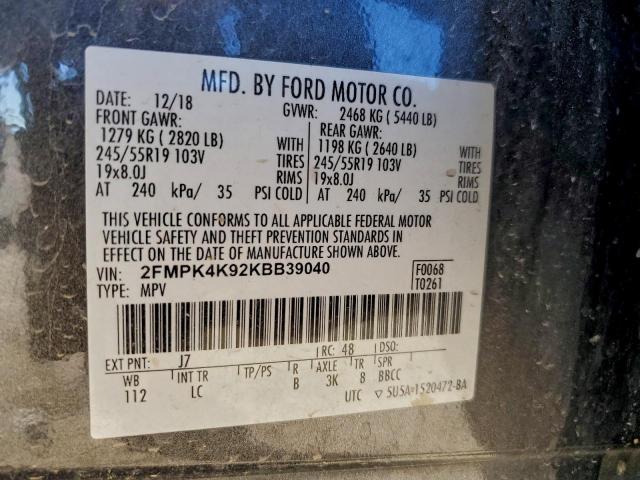 MFD. BY FORD MOTOR CO.
DATE: 12/18 GVWR: 2468 KG ( 5440 LB)
FRONT GAWR: REAR GAWR:
1279 KG ( 2820 LB) WITH 1198 KG ( 2640 LB) WITH
245/55R19 103V TIRES 245/55R19 103V TIRES
19x8.0J RIMS 19x8.0J RIMS
AT 240 kPa/ 35 PSI COLD AT 240 kPa/ 35 PSI COLD
THIS VEHICLE CONFORMS TO ALL APPLICABLE FEDERAL MOTOR
VEHICLE SAFETY AND THEFT PREVENTION STANDARDS IN
EFFECT ON THE DATE OF MANUFACTURE SHOWN ABOVE.
VIN: 2FMPK4K92KBB39040 F0068
TYPE: MPV T0261
EXT PNT: J7 RC: 48 DSO:
WB INT TR TP/PS R AXLE TR SPR
112 LC B 3K 8 BBCC
UTC ▽ 5U5A-1520472-BA